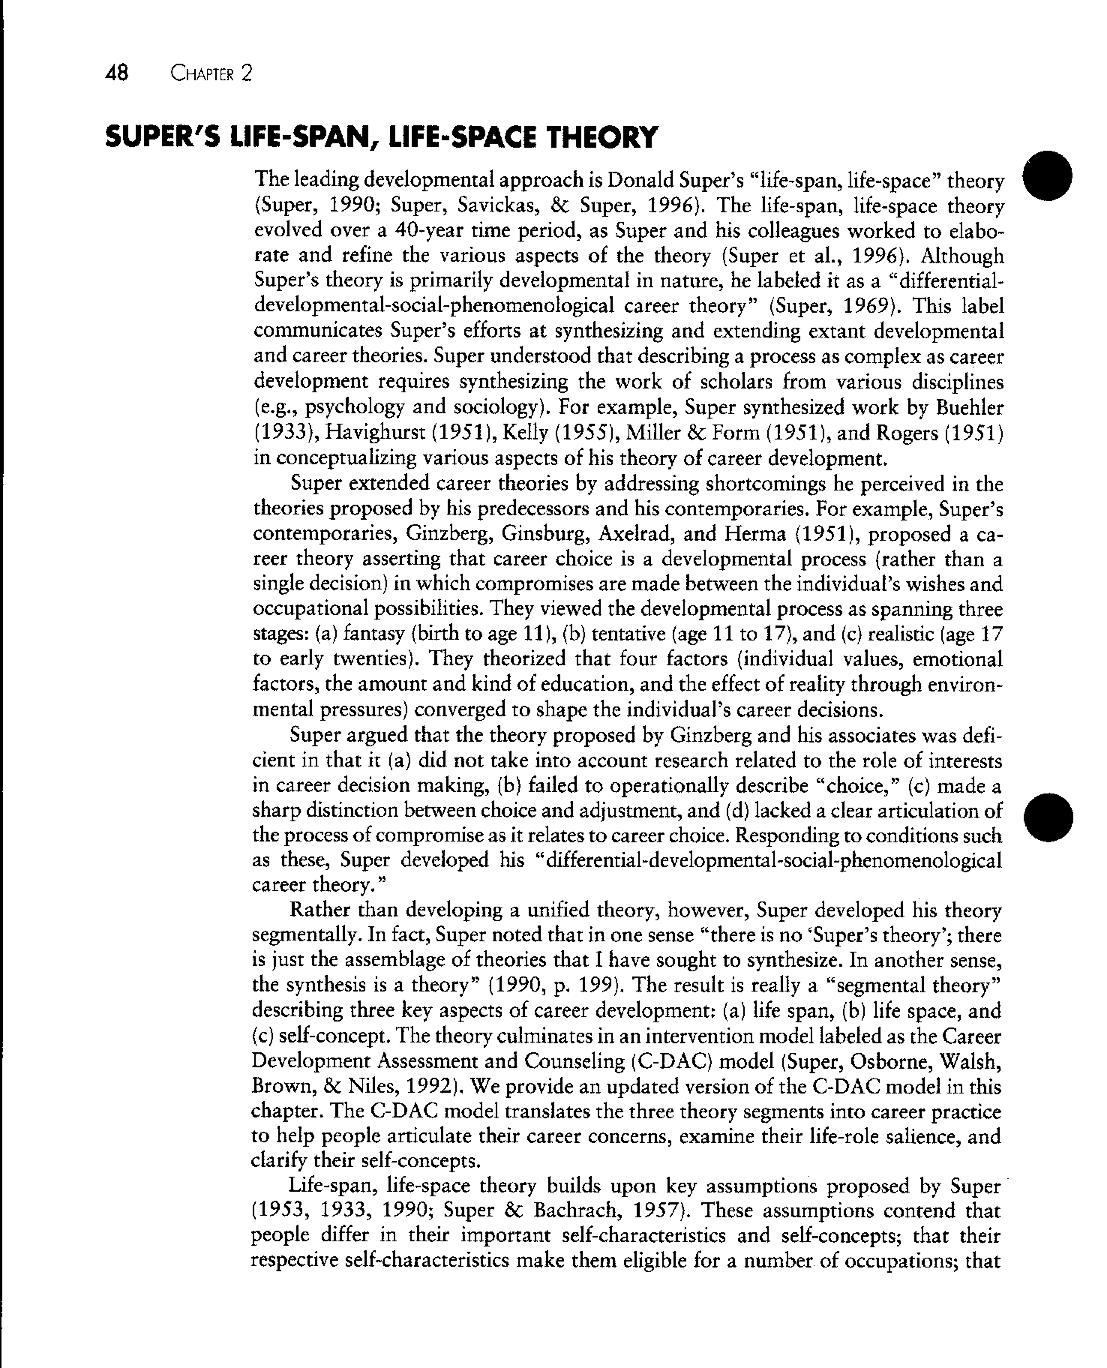 48 CHAPTER 2
SUPER'S LIFE-SPAN, LIFE-SPACE THEORY
The leading developmental approach is Donald Super's "life-span, life-space" theory
(Super, 1990; Super, Savickas, & Super, 1996). The life-span, life-space theory
evolved over a 40-year time period, as Super and his colleagues worked to elabo-
rate and refine the various aspects of the theory (Super et al., 1996). Although
Super's theory is primarily developmental in nature, he labeled it as a "differential-
developmental-social-phenomenological career theory" (Super, 1969). This label
communicates Super's efforts at synthesizing and extending extant developmental
and career theories. Super understood that describing a process as complex as career
development requires synthesizing the work of scholars from various disciplines
(e.g., psychology and sociology). For example, Super synthesized work by Buehler
(1933), Havighurst (1951), Kelly (1955), Miller & Form (1951), and Rogers (1951)
in conceptualizing various aspects of his theory of career development.
Super extended career theories by addressing shortcomings he perceived in the
theories proposed by his predecessors and his contemporaries. For example, Super's
contemporaries, Ginzberg, Ginsburg, Axelrad, and Herma (1951), proposed a ca-
reer theory asserting that career choice is a developmental process (rather than a
single decision) in which compromises are made between the individual's wishes and
occupational possibilities. They viewed the developmental process as spanning three
stages: (a) fantasy (birth to age 11), (b) tentative (age 11 to 17), and (c) realistic (age 17
to early twenties). They theorized that four factors (individual values, emotional
factors, the amount and kind of education, and the effect of reality through environ-
mental pressures) converged to shape the individual's career decisions.
Super argued that the theory proposed by Ginzberg and his associates was defi-
cient in that it (a) did not take into account research related to the role of interests
in career decision making, (b) failed to operationally describe "choice," (c) made a
sharp distinction between choice and adjustment, and (d) lacked a clear articulation of
the process of compromise as it relates to career choice. Responding to conditions such
as these, Super developed his "differential-developmental-social-phenomenological
career theory."
Rather than developing a unified theory, however, Super developed his theory
segmentally. In fact, Super noted that in one sense "there is no 'Super's theory'; there
is just the assemblage of theories that I have sought to synthesize. In another sense,
the synthesis is a theory" (1990, p. 199). The result is really a "segmental theory"
describing three key aspects of career development: (a) life span, (b) life space, and
(c) self-concept. The theory culminates in an intervention model labeled as the Career
Development Assessment and Counseling (C-DAC) model (Super, Osborne, Walsh,
Brown, & Niles, 1992). We provide an updated version of the C-DAC model in this
chapter. The C-DAC model translates the three theory segments into career practice
to help people articulate their career concerns, examine their life-role salience, and
clarify their self-concepts.
Life-span, life-space theory builds upon key assumptions proposed by Super
(1953, 1933, 1990; Super & Bachrach, 1957). These assumptions contend that
people differ in their important self-characteristics and self-concepts; that their
respective self-characteristics make them eligible for a number of occupations; that